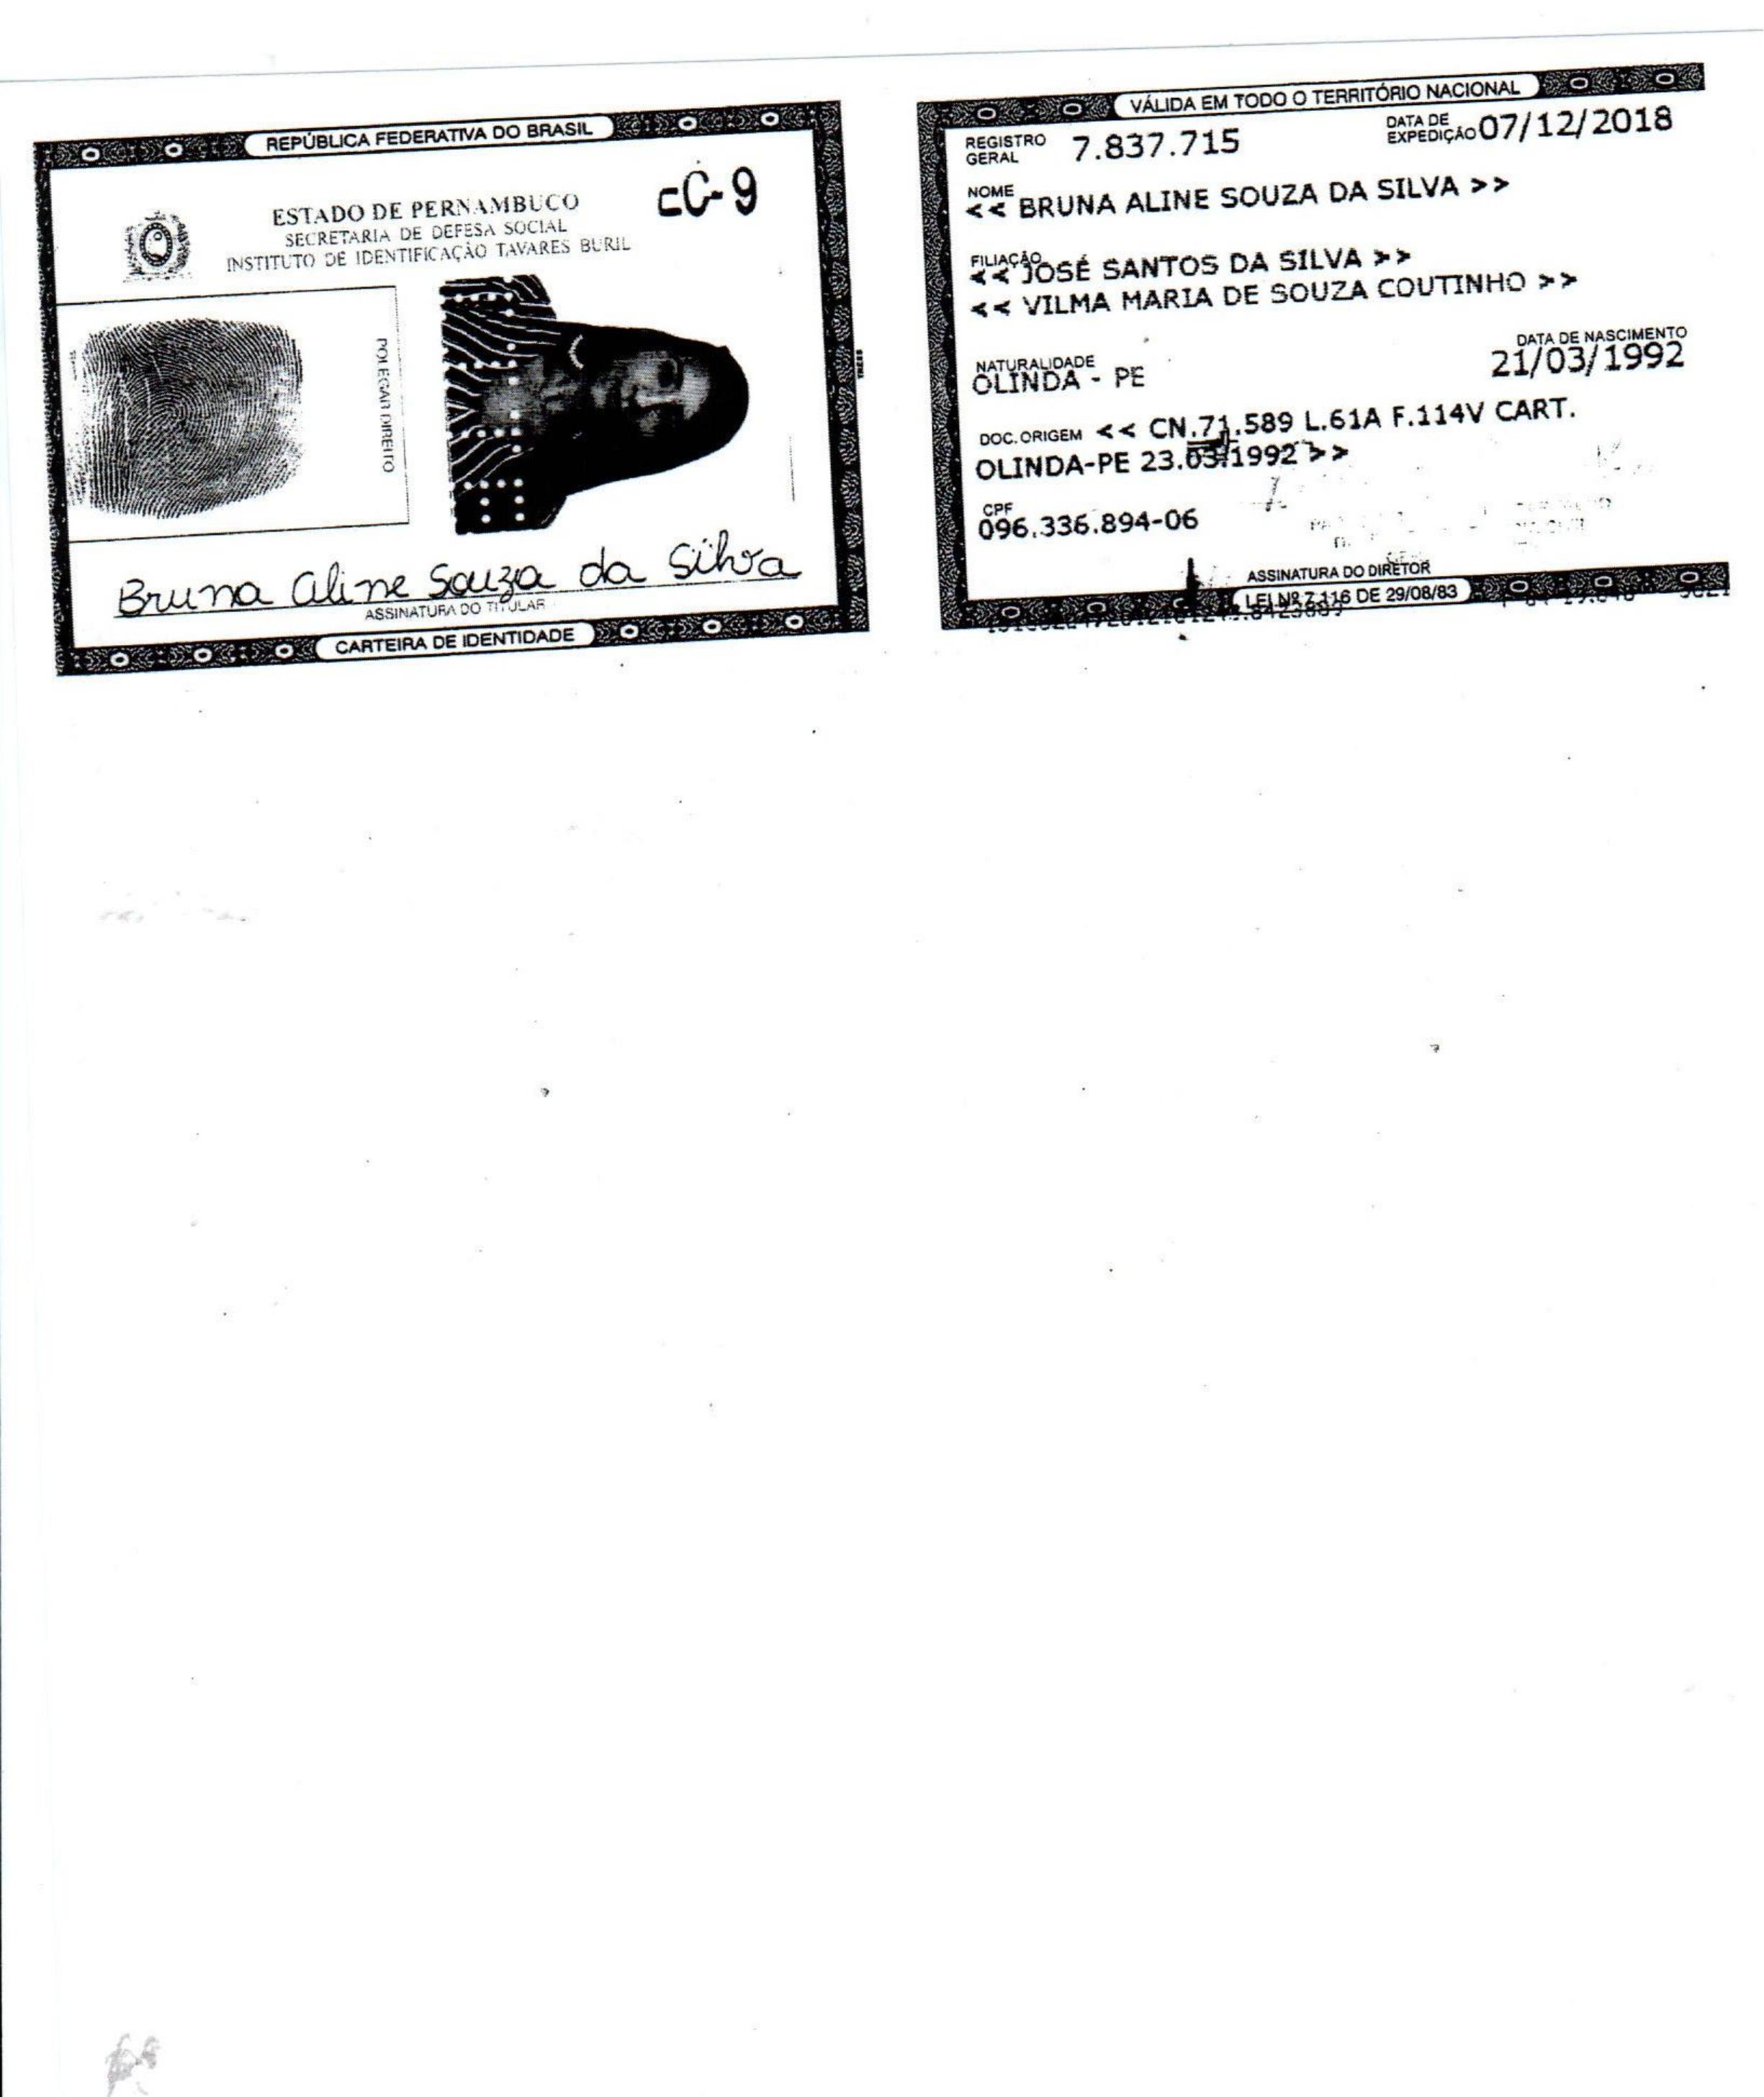 REPÚBLICA FEDERATIVA DO BRASIL
ESTADO DE PERNAMBUCO
SECRETARIA DE DEFESA SOCIAL
INSTITUTO DE IDENTIFICAÇÃO TAVARES BURIL
C-9
POLEGAR DIREITO
Bruna Aline Souza da Silva
ASSINATURA DO TITULAR
CARTEIRA DE IDENTIDADE
VÁLIDA EM TODO O TERRITÓRIO NACIONAL
REGISTRO GERAL 7.837.715 DATA DE EXPEDIÇÃO 07/12/2018
NOME
<< BRUNA ALINE SOUZA DA SILVA >>
FILIAÇÃO
<< JOSÉ SANTOS DA SILVA >>
<< VILMA MARIA DE SOUZA COUTINHO >>
NATURALIDADE
OLINDA - PE
DATA DE NASCIMENTO
21/03/1992
DOC. ORIGEM << CN.71.589 L.61A F.114V CART.
OLINDA-PE 23.03.1992 >>
CPF
096.336.894-06
ASSINATURA DO DIRETOR
LEI Nº 7.116 DE 29/08/83